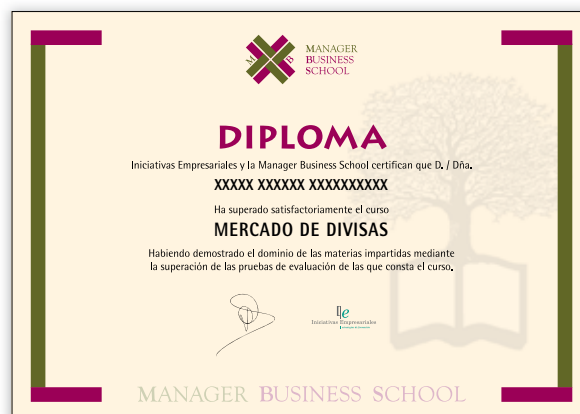 M B
MANAGER
BUSINESS
SCHOOL
DIPLOMA
Iniciativas Empresariales y la Manager Business School certifican que D. / Dña.
XXXXX XXXXXX XXXXXXXXXX
Ha superado satisfactoriamente el curso
MERCADO DE DIVISAS
Habiendo demostrado el dominio de las materias impartidas mediante
la superación de las pruebas de evaluación de las que consta el curso.
Iniciativas Empresariales
MANAGER BUSINESS SCHOOL